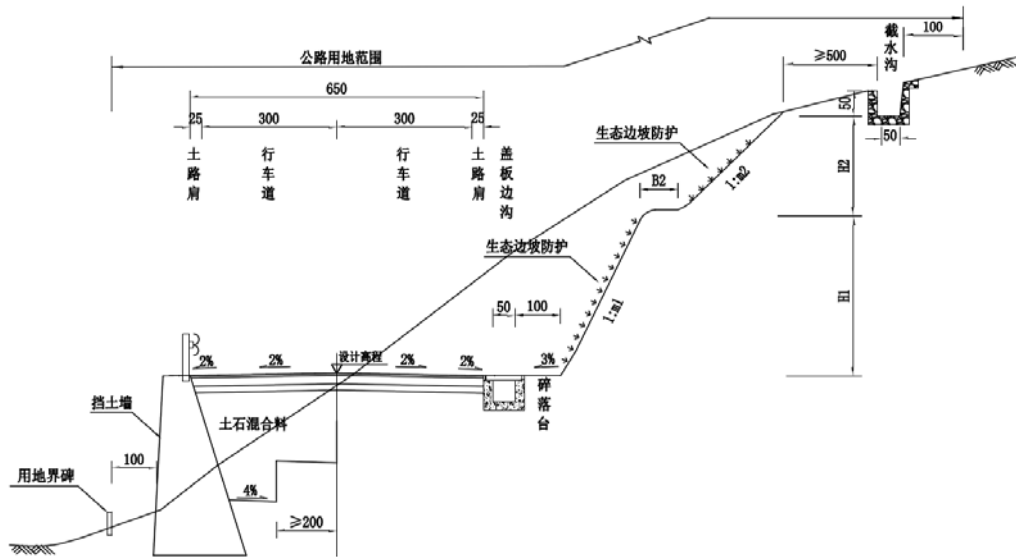 100
截水沟
公路用地范围
≥500
650
50
25
300
300
25
50
土路肩
行车道
行车道
土路肩
盖板边沟
生态边坡防护
B2
1:m2
H2
生态边坡防护
50
100
1:m1
H1
2%
2%
设计高程
2%
2%
3%
碎落台
挡土墙
土石混合料
100
用地界碑
4%
≥200